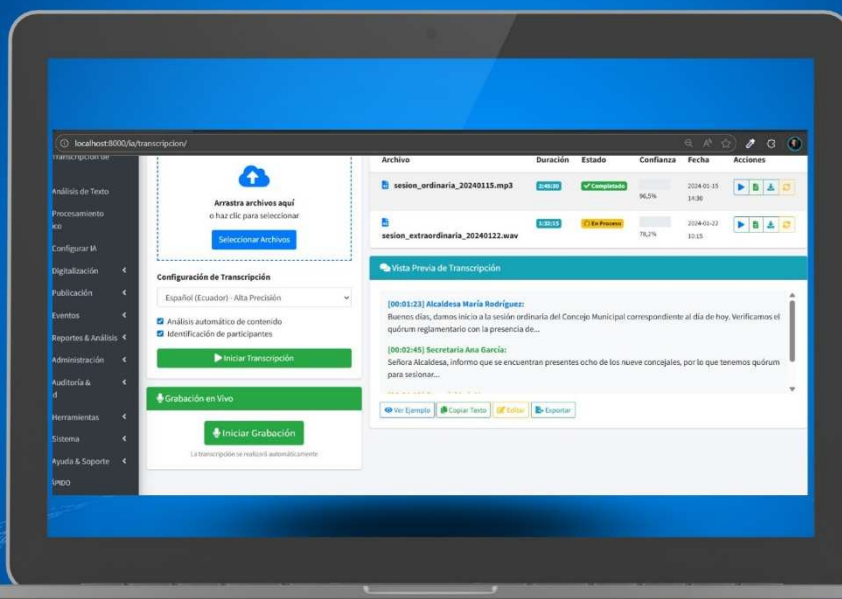 localhost:8000/ia/transcripcion/
Transcripción de
Análisis de Texto
Procesamiento
Configurar IA
Digitalización
Publicación
Eventos
Reportes & Análisis
Administración
Auditoría &
d
Herramientas
Sistema
Ayuda & Soporte
Arrastra archivos aquí
o haz clic para seleccionar
Seleccionar Archivos
Configuración de Transcripción
Español (Ecuador) - Alta Precisión
Análisis automático de contenido
Identificación de participantes
Iniciar Transcripción
Grabación en Vivo
Iniciar Grabación
La transcripción se realizará automáticamente
Archivo Duración Estado Confianza Fecha Acciones
sesion_ordinaria_20240115.mp3 Completado 96,5% 2024-01-15
14:30
sesion_extraordinaria_20240122.wav 1:32:15 En Proceso 78,2% 2024-01-22
10:15
Vista Previa de Transcripción
[00:01:23] Alcaldesa María Rodríguez:
Buenos días, damos inicio a la sesión ordinaria del Concejo Municipal correspondiente al día de hoy. Verificamos el
quórum reglamentario con la presencia de...
[00:02:45] Secretaria Ana García:
Señora Alcaldesa, informo que se encuentran presentes ocho de los nueve concejales, por lo que tenemos quórum
para sesionar...
Ver Ejemplo Copiar Texto Editar Exportar